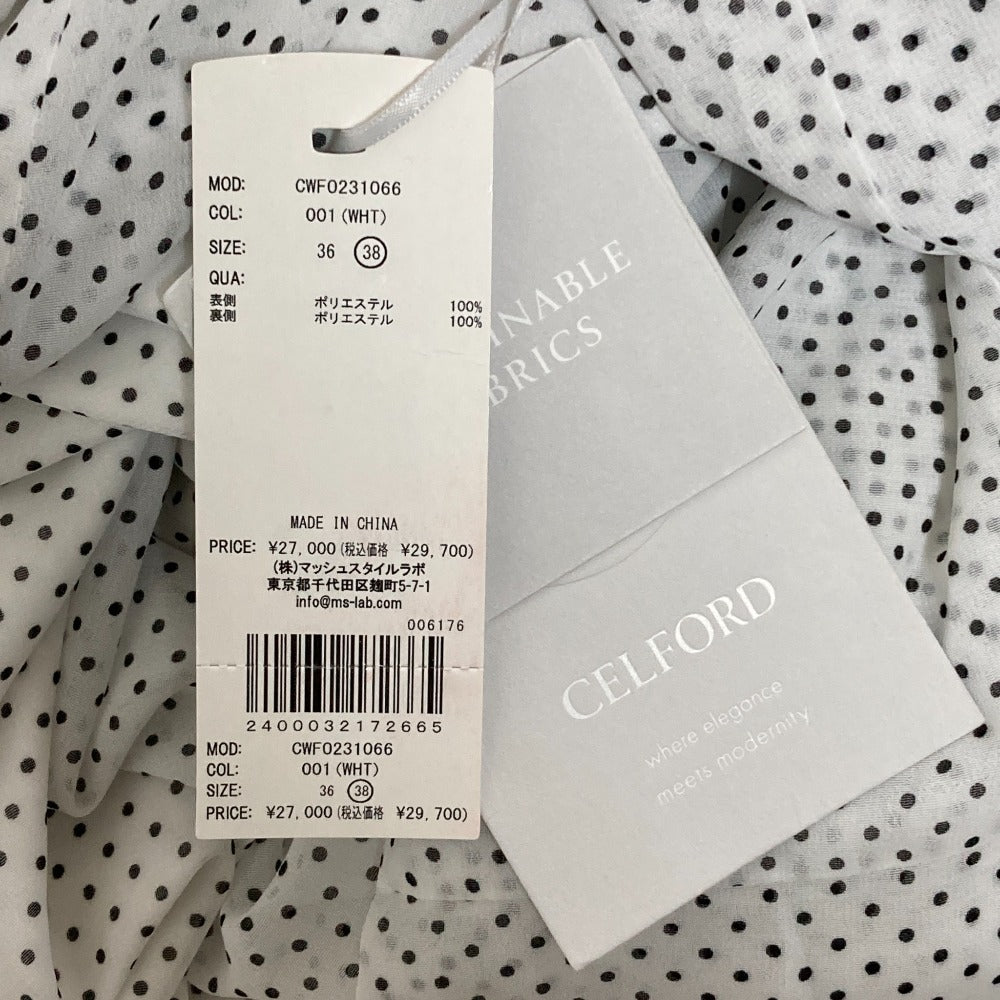 MOD: CWF0231066
COL: 001(WHT)
SIZE: 36 38
QUA:
表側 ポリエステル 100%
裏側 ポリエステル 100%
MADE IN CHINA
PRICE: ¥27,000(税込価格 ¥29,700)
(株)マッシュスタイルラボ
東京都千代田区麹町5-7-1
info@ms-lab.com
006176
2400032172665
MOD: CWF0231066
COL: 001(WHT)
SIZE: 36 38
PRICE: ¥27,000(税込価格 ¥29,700)
CELFORD
where elegance
meets modernity